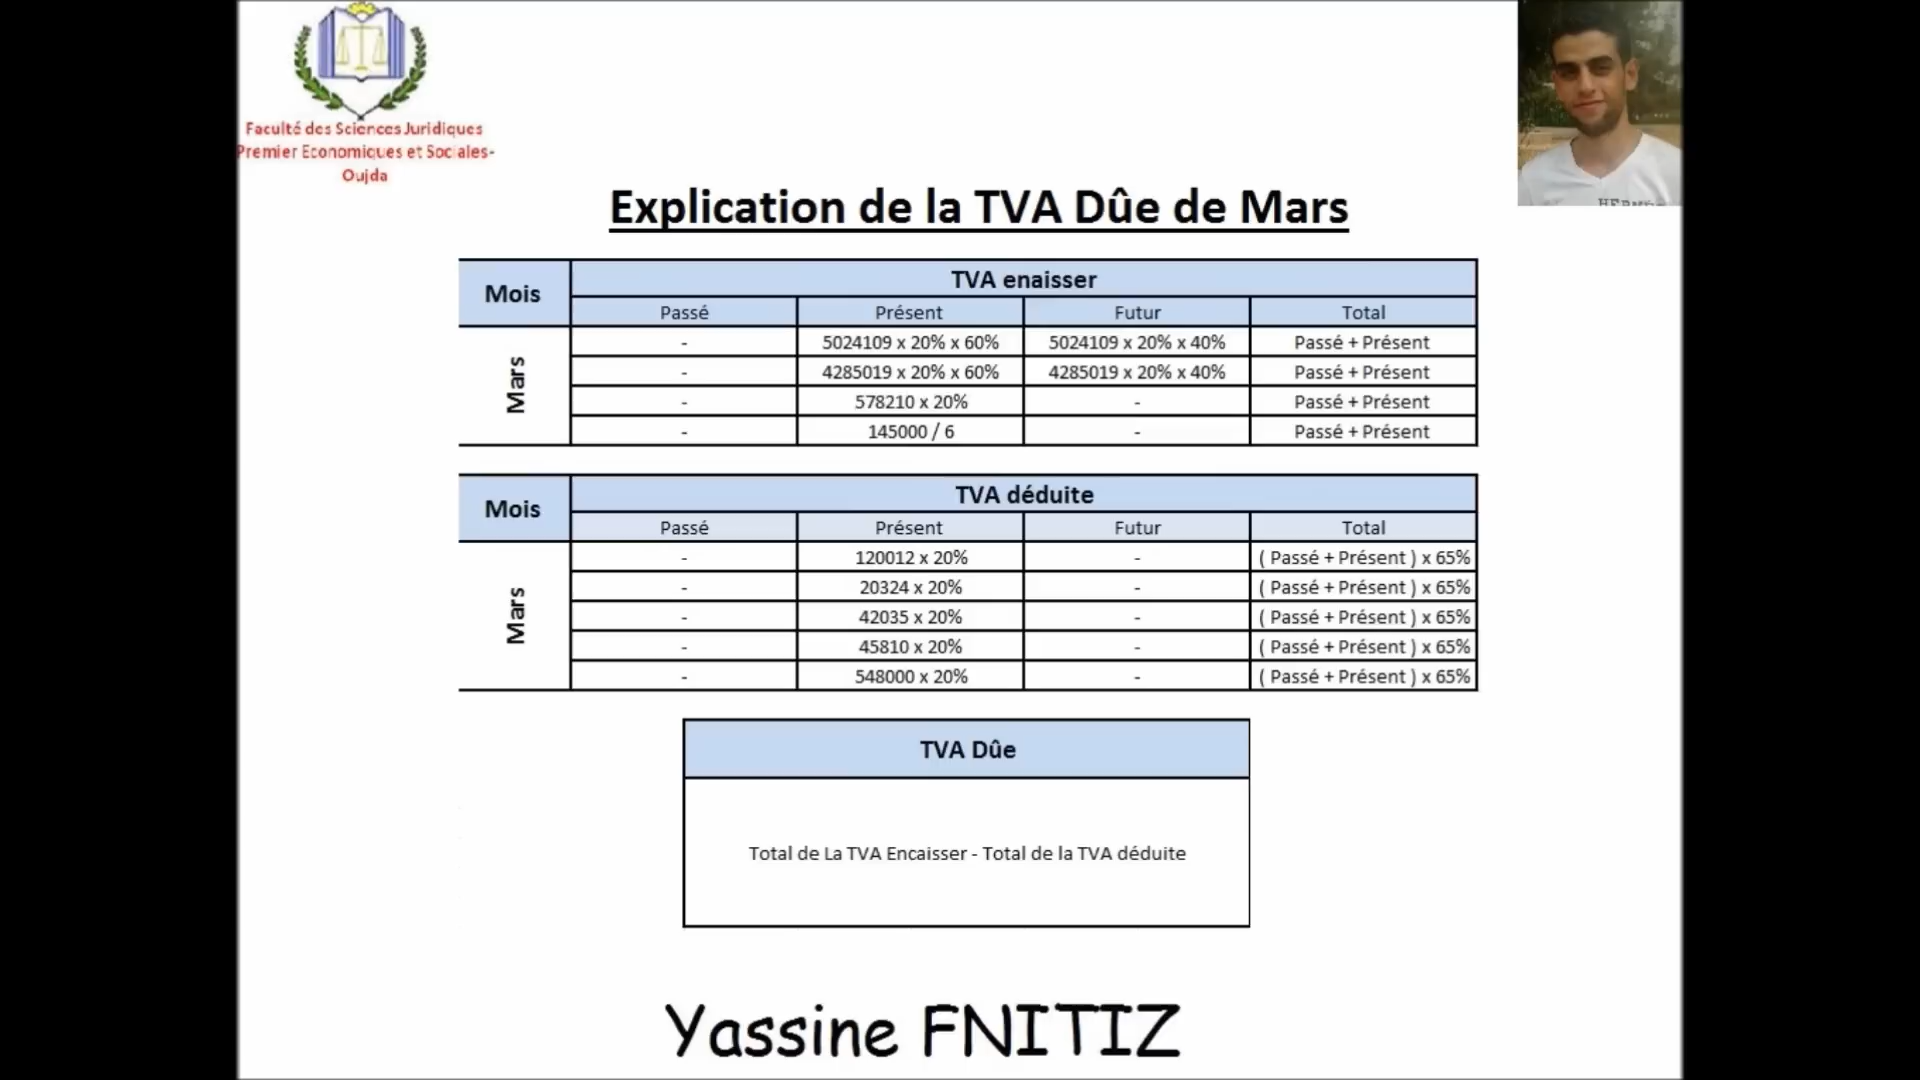 Faculté des Sciences Juridiques
Premier Economiques et Sociales-
Oujda
Explication de la TVA Dûe de Mars
Mois TVA enaisser
Passé Présent Futur Total
Mars
- 5024109 x 20% x 60% 5024109 x 20% x 40% Passé + Présent
- 4285019 x 20% x 60% 4285019 x 20% x 40% Passé + Présent
- 578210 x 20% - Passé + Présent
- 145000 / 6 - Passé + Présent
Mois TVA déduite
Passé Présent Futur Total
Mars
- 120012 x 20% - ( Passé + Présent ) x 65%
- 20324 x 20% - ( Passé + Présent ) x 65%
- 42035 x 20% - ( Passé + Présent ) x 65%
- 45810 x 20% - ( Passé + Présent ) x 65%
- 548000 x 20% - ( Passé + Présent ) x 65%
TVA Dûe
Total de La TVA Encaisser - Total de la TVA déduite
Yassine FNITIZ